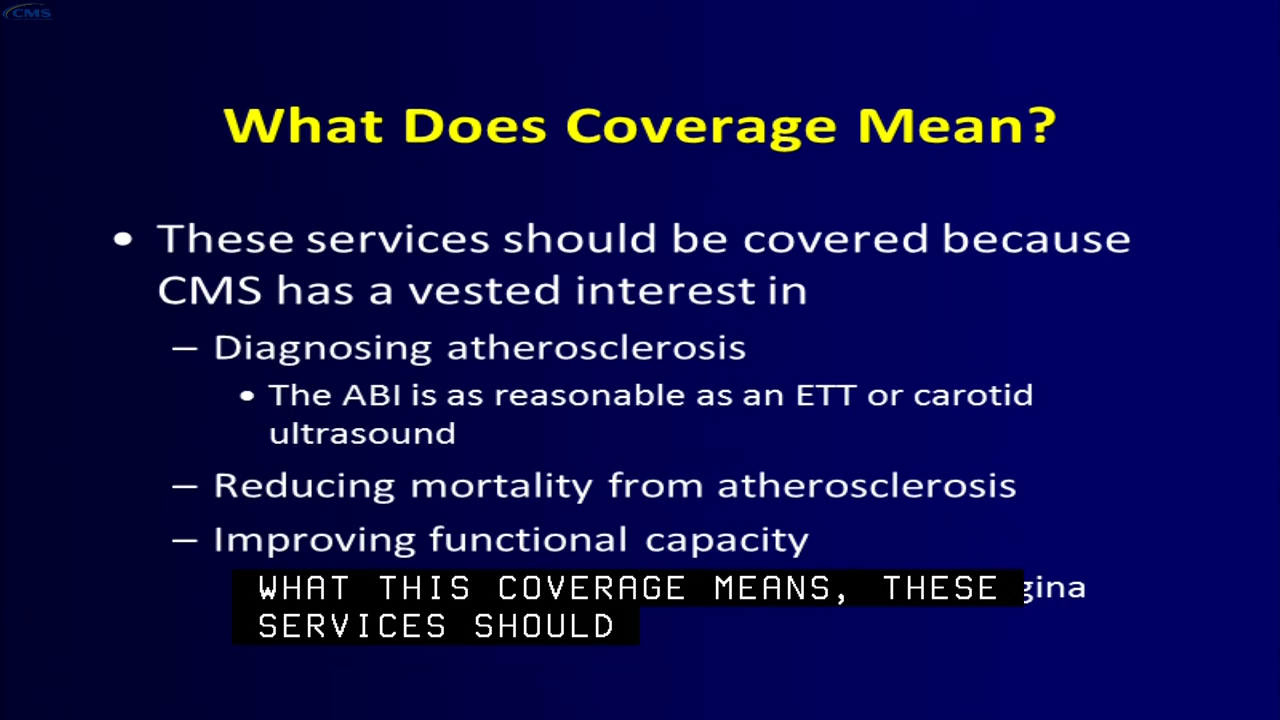 CMS
What Does Coverage Mean?
• These services should be covered because
CMS has a vested interest in
– Diagnosing atherosclerosis
• The ABI is as reasonable as an ETT or carotid
ultrasound
– Reducing mortality from atherosclerosis
– Improving functional capacity
WHAT THIS COVERAGE MEANS, THESE
SERVICES SHOULD